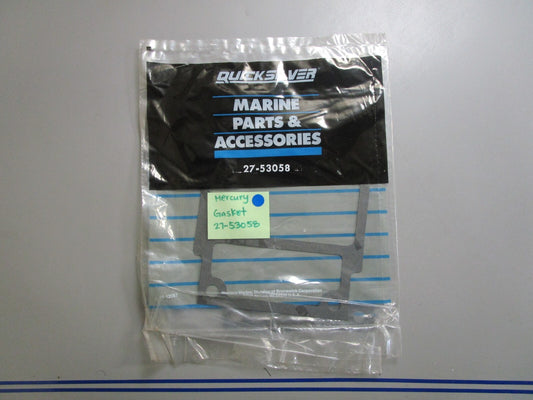 QUICKSILVER
MARINE
PARTS &
ACCESSORIES
27-53058
Mercury
Gasket
27-53058